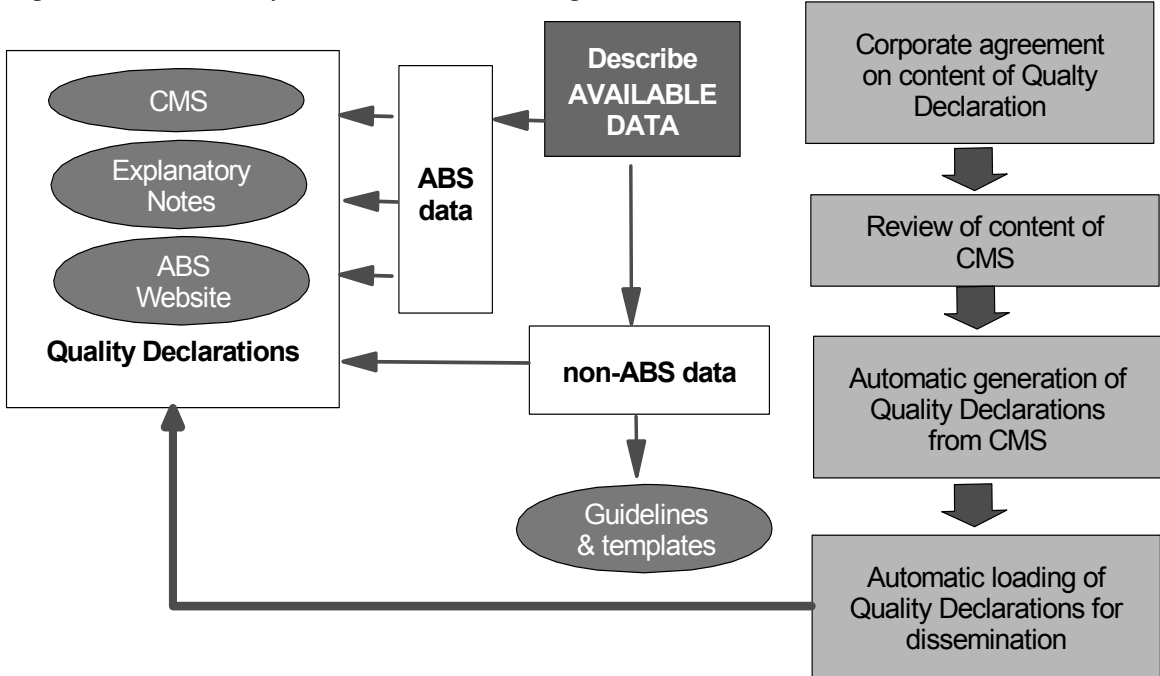 CMS
Explanatory
Notes
ABS
Website
Quality Declarations
ABS
data
Describe
AVAILABLE
DATA
non-ABS data
Guidelines
& templates
Corporate agreement
on content of Qualty
Declaration
Review of content of
CMS
Automatic generation of
Quality Declarations
from CMS
Automatic loading of
Quality Declarations for
dissemination